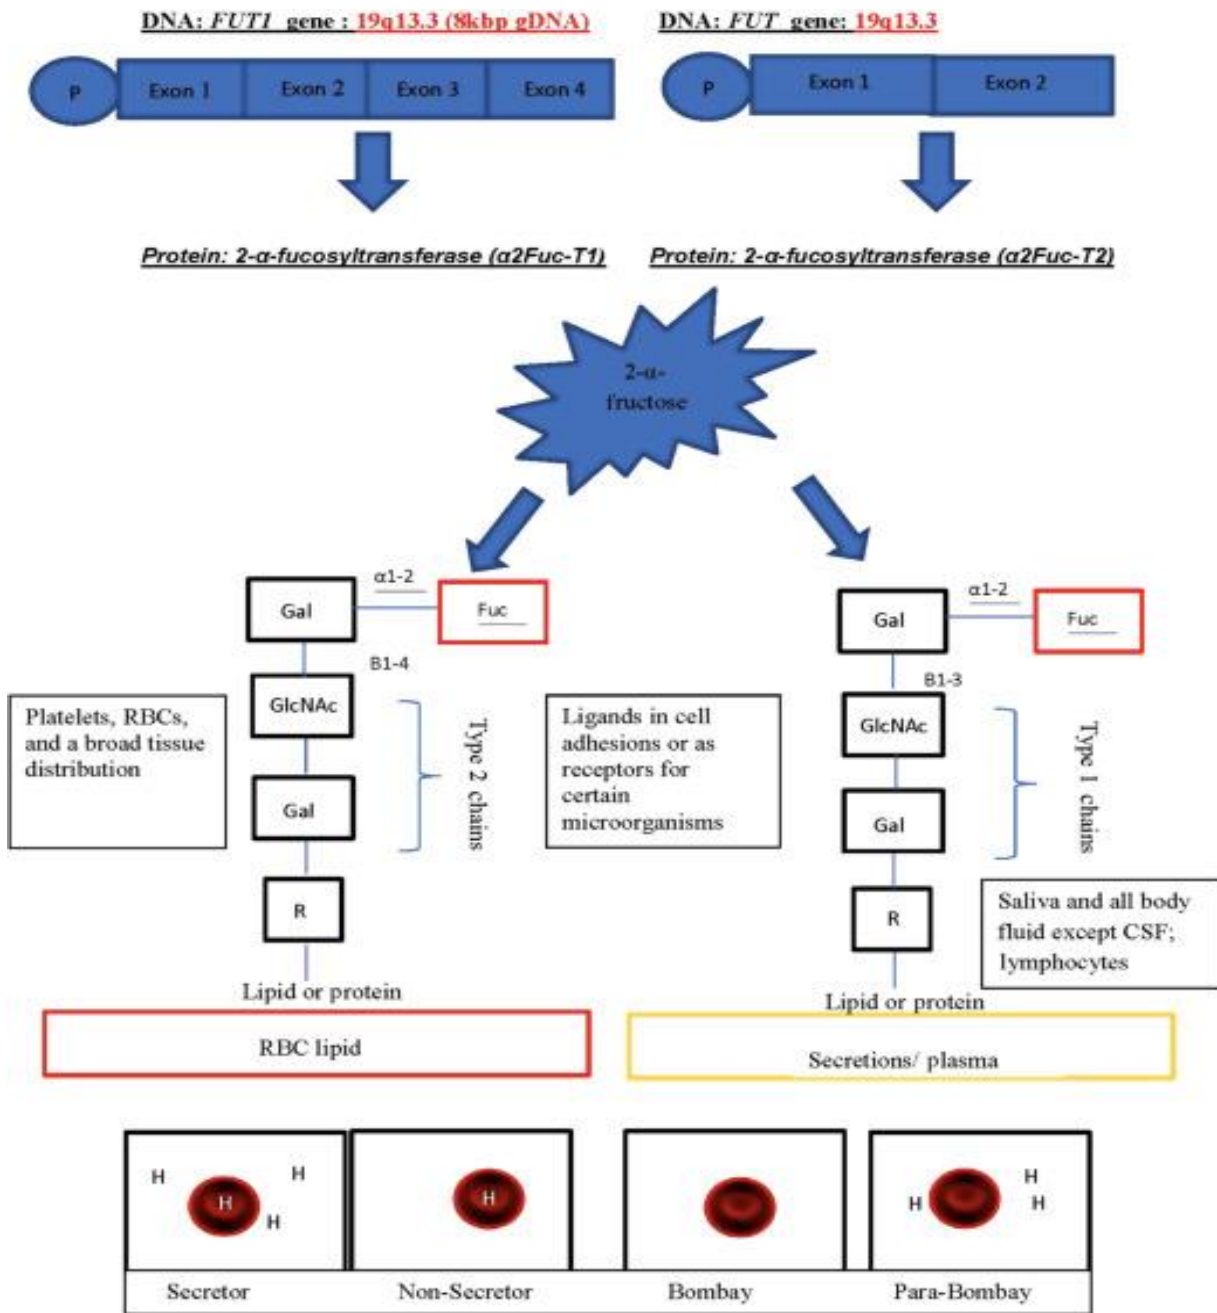 DNA: FUT1 gene : 19q13.3 (8kbp gDNA)
DNA: FUT gene: 19q13.3
P
Exon 1
Exon 2
Exon 3
Exon 4
P
Exon 1
Exon 2
Protein: 2-α-fucosyltransferase (α2Fuc-T1)
Protein: 2-α-fucosyltransferase (α2Fuc-T2)
2-α-
fructose
Gal
α1-2
Fuc
B1-4
GlcNAc
Gal
R
Type 2 chains
Platelets, RBCs,
and a broad tissue
distribution
Lipid or protein
RBC lipid
Ligands in cell
adhesions or as
receptors for
certain
microorganisms
Gal
α1-2
Fuc
B1-3
GlcNAc
Gal
R
Type 1 chains
Saliva and all body
fluid except CSF;
lymphocytes
Lipid or protein
Secretions/ plasma
H
H
H
H
Secretor
H
Non-Secretor
Bombay
H
H
H
Para-Bombay